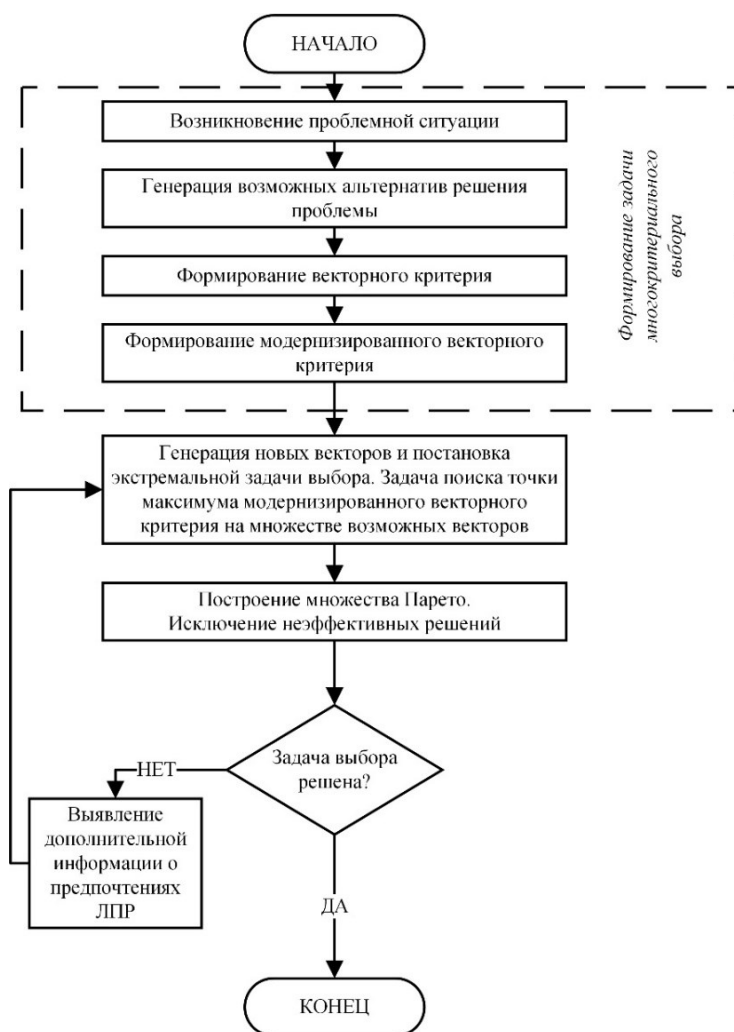 НАЧАЛО
Возникновение проблемной ситуации
Генерация возможных альтернатив решения
проблемы
Формирование векторного критерия
Формирование модернизированного векторного
критерия
Формирование задачи
многокритериального
выбора
Генерация новых векторов и постановка
экстремальной задачи выбора. Задача поиска точки
максимума модернизированного векторного
критерия на множестве возможных векторов
Построение множества Парето.
Исключение неэффективных решений
Задача выбора
решена?
НЕТ
Выявление
дополнительной
информации о
предпочтениях
ЛПР
ДА
КОНЕЦ